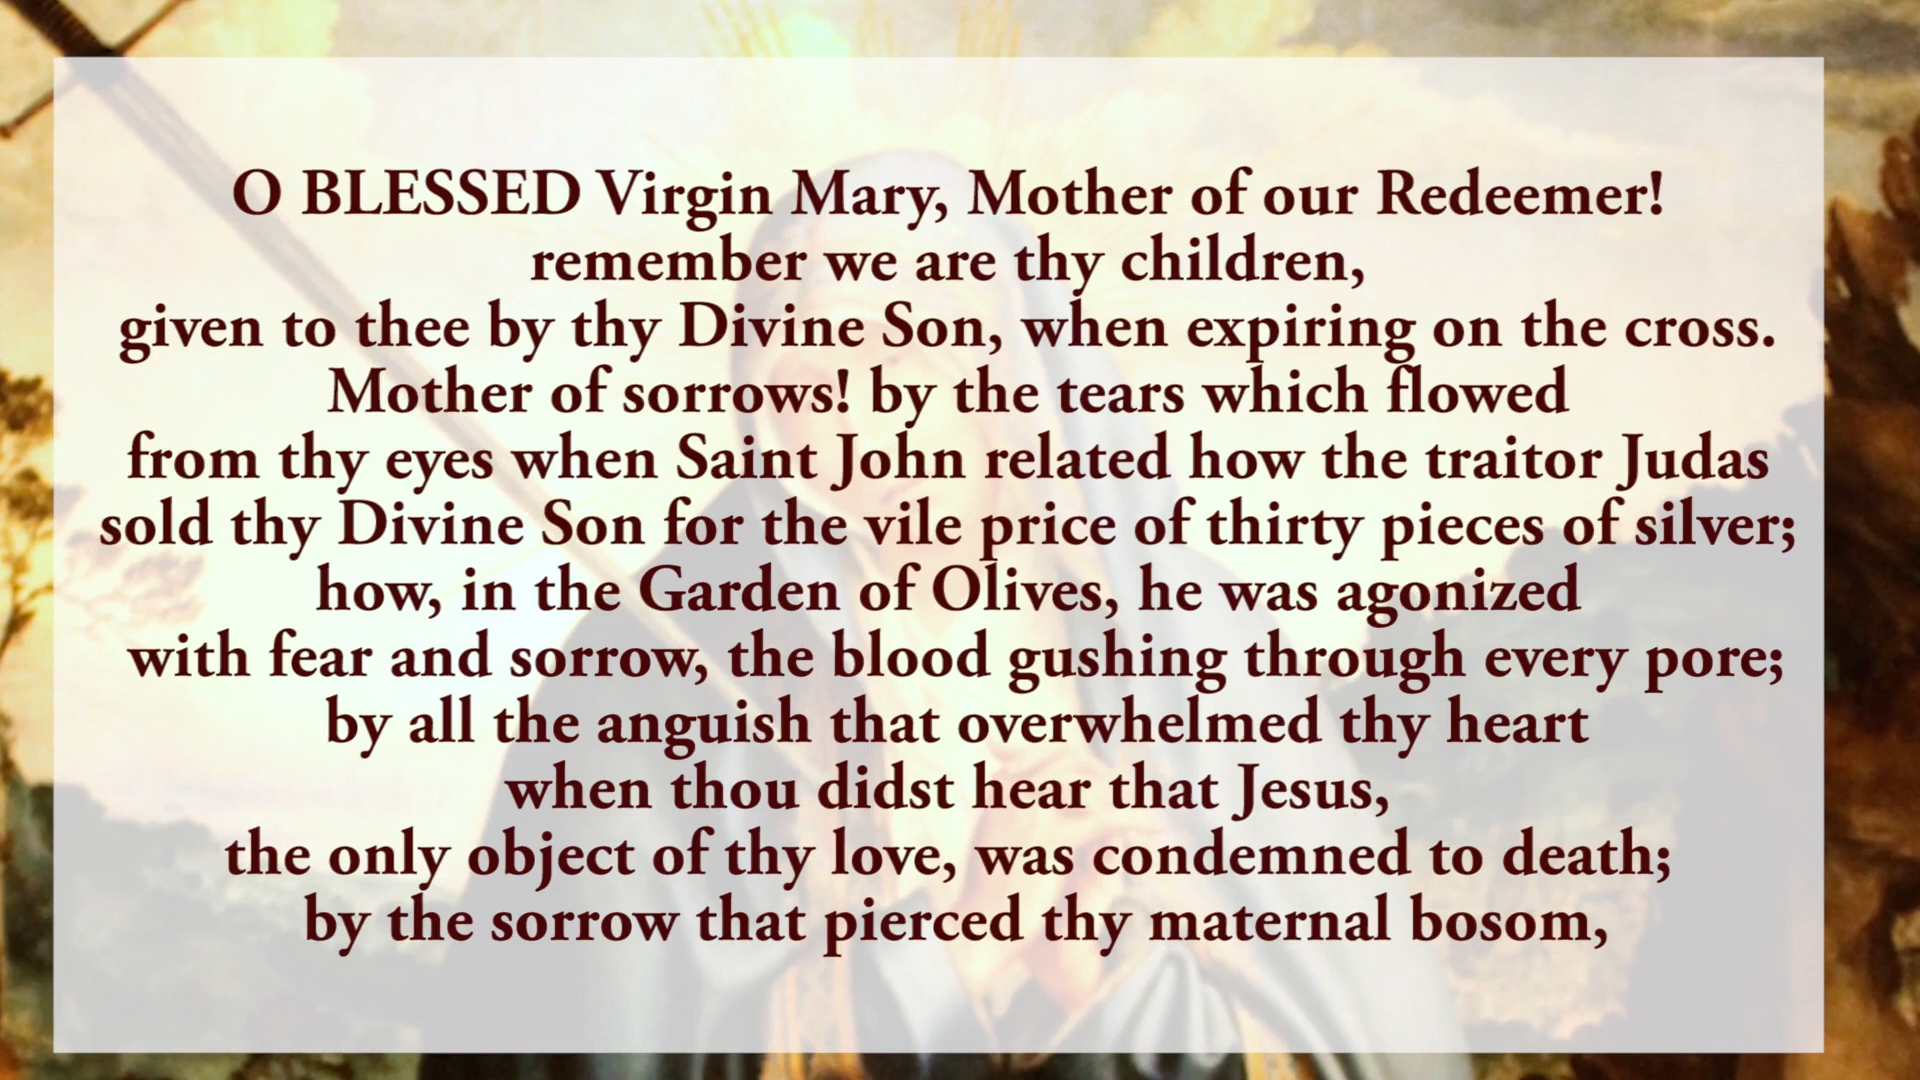 O BLESSED Virgin Mary, Mother of our Redeemer!
remember we are thy children,
given to thee by thy Divine Son, when expiring on the cross.
Mother of sorrows! by the tears which flowed
from thy eyes when Saint John related how the traitor Judas
sold thy Divine Son for the vile price of thirty pieces of silver;
how, in the Garden of Olives, he was agonized
with fear and sorrow, the blood gushing through every pore;
by all the anguish that overwhelmed thy heart
when thou didst hear that Jesus,
the only object of thy love, was condemned to death;
by the sorrow that pierced thy maternal bosom,